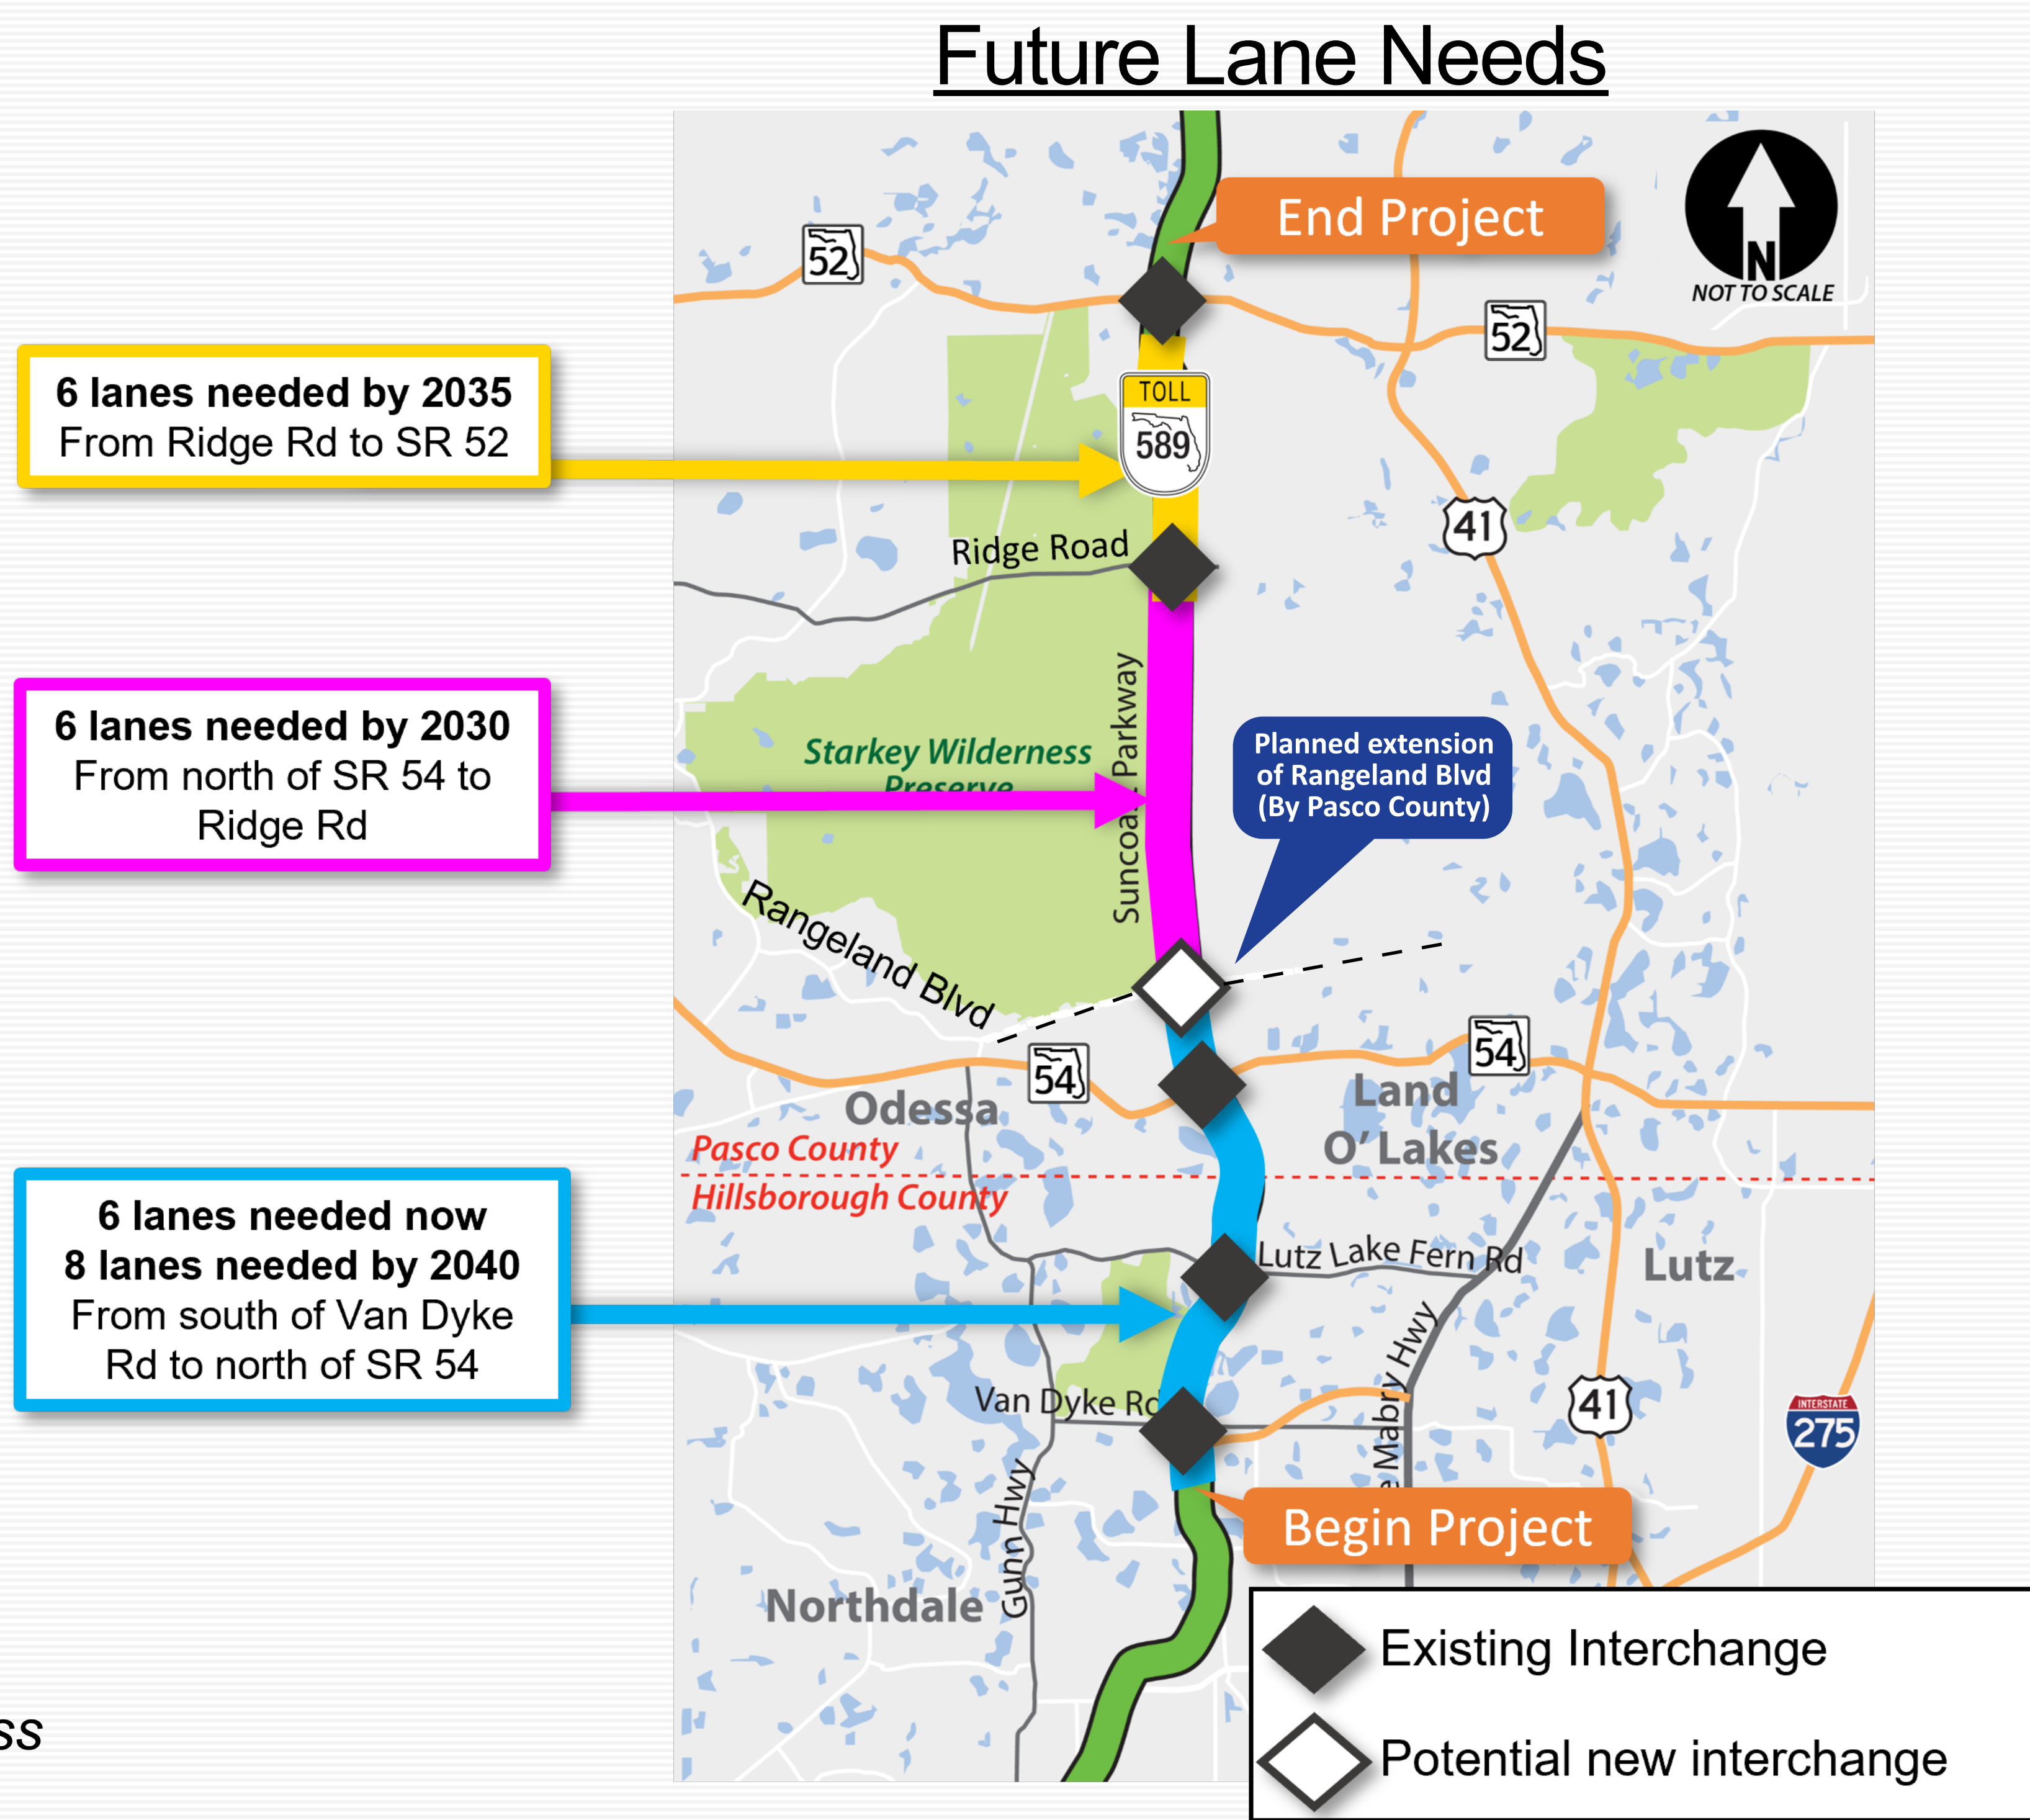 Future Lane Needs
End Project
N
NOT TO SCALE
52
52
6 lanes needed by 2035
From Ridge Rd to SR 52
TOLL
589
41
Ridge Road
6 lanes needed by 2030
From north of SR 54 to
Ridge Rd
Starkey Wilderness
Preserve
Parkway
Planned extension
of Rangeland Blvd
(By Pasco County)
Rangeland Blvd
54
54
Odessa
Land
O' Lakes
Pasco County
Hillsborough County
6 lanes needed now
8 lanes needed by 2040
From south of Van Dyke
Rd to north of SR 54
Lutz Lake Fern Rd
Lutz
Van Dyke Rd
Mabry Hwy
41
INTERSTATE
275
Gunn Hwy
Begin Project
Northdale
Existing Interchange
Potential new interchange
ss